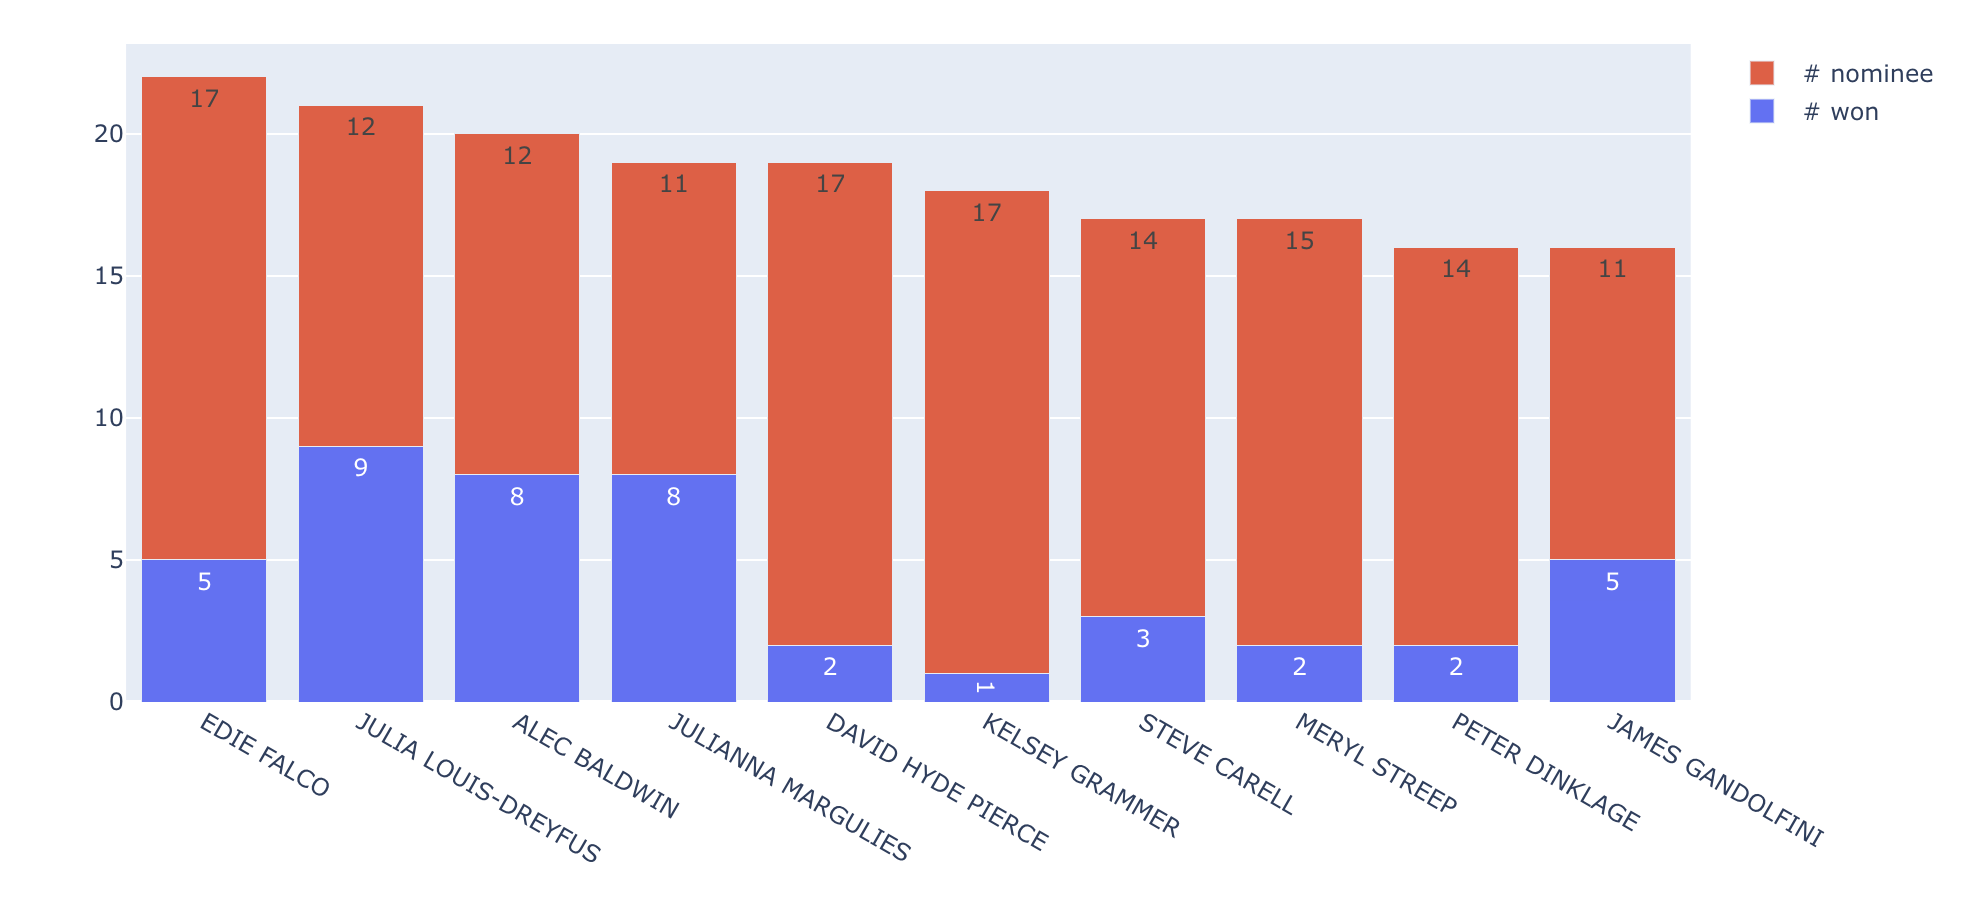 # nominee
# won
20
15
10
5
0
17
12
12
11
17
17
14
15
14
11
5
9
8
8
2
1
3
2
2
5
EDIE FALCO
JULIA LOUIS-DREYFUS
ALEC BALDWIN
JULIANNA MARGULIES
DAVID HYDE PIERCE
KELSEY GRAMMER
STEVE CARELL
MERYL STREEP
PETER DINKLAGE
JAMES GANDOLFINI